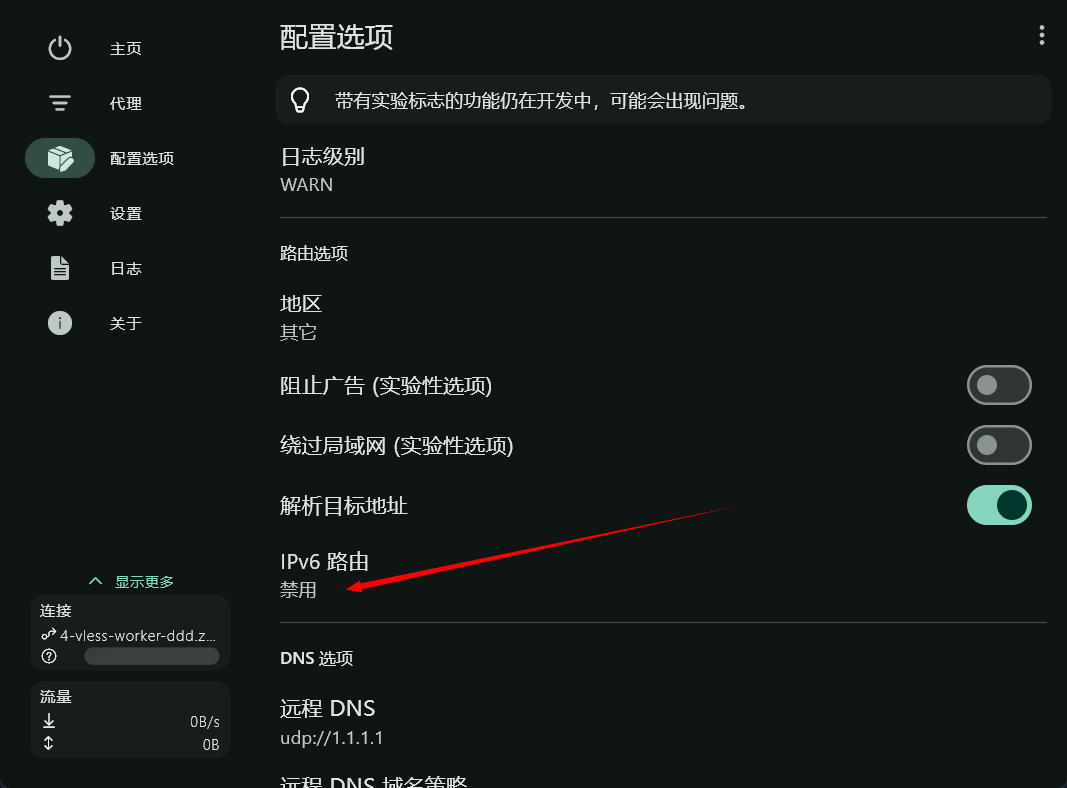 主页
代理
配置选项
设置
日志
关于
显示更多
连接
4-vless-worker-ddd.z...
流量
0B/s
0B
配置选项
带有实验标志的功能仍在开发中，可能会出现问题。
日志级别
WARN
路由选项
地区
其它
阻止广告 (实验性选项)
绕过局域网 (实验性选项)
解析目标地址
IPv6 路由
禁用
DNS 选项
远程 DNS
udp://1.1.1.1
远程 DNS 域名策略